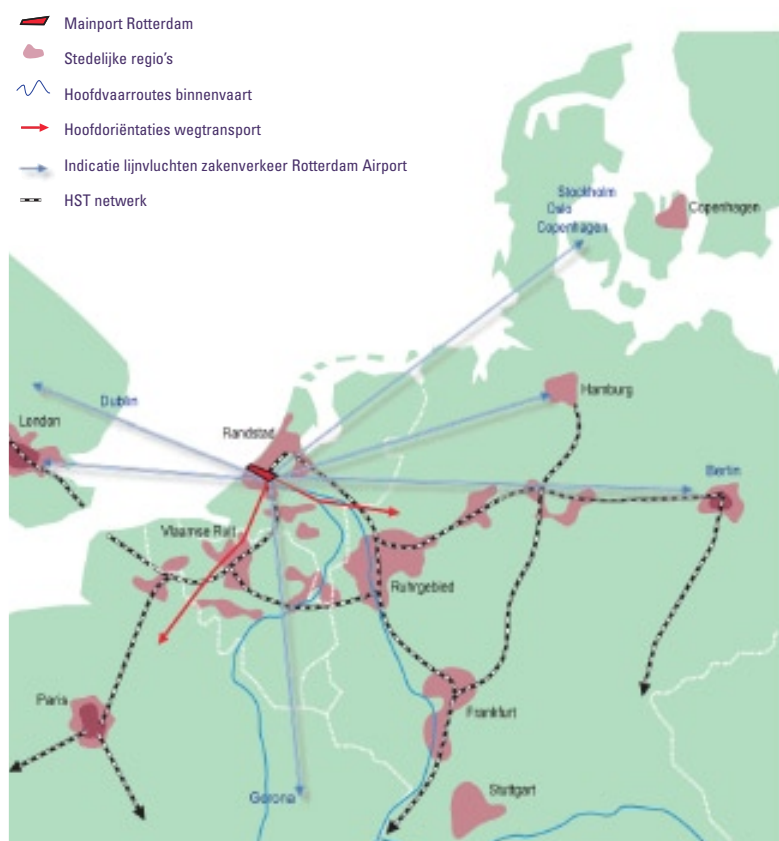 Mainport Rotterdam
Stedelijke regio's
Hoofdvaarroutes binnenvaart
Hoofdoriëntaties wegtransport
Indicatie lijnvluchten zakenverkeer Rotterdam Airport
HST netwerk
Stockholm
Oslo
Copenhagen
Copenhagen
Hamburg
Dublin
London
Randstad
Berlin
Vlaamse Ruit
Ruhrgebied
Paris
Frankfurt
Gerona
Stuttgart